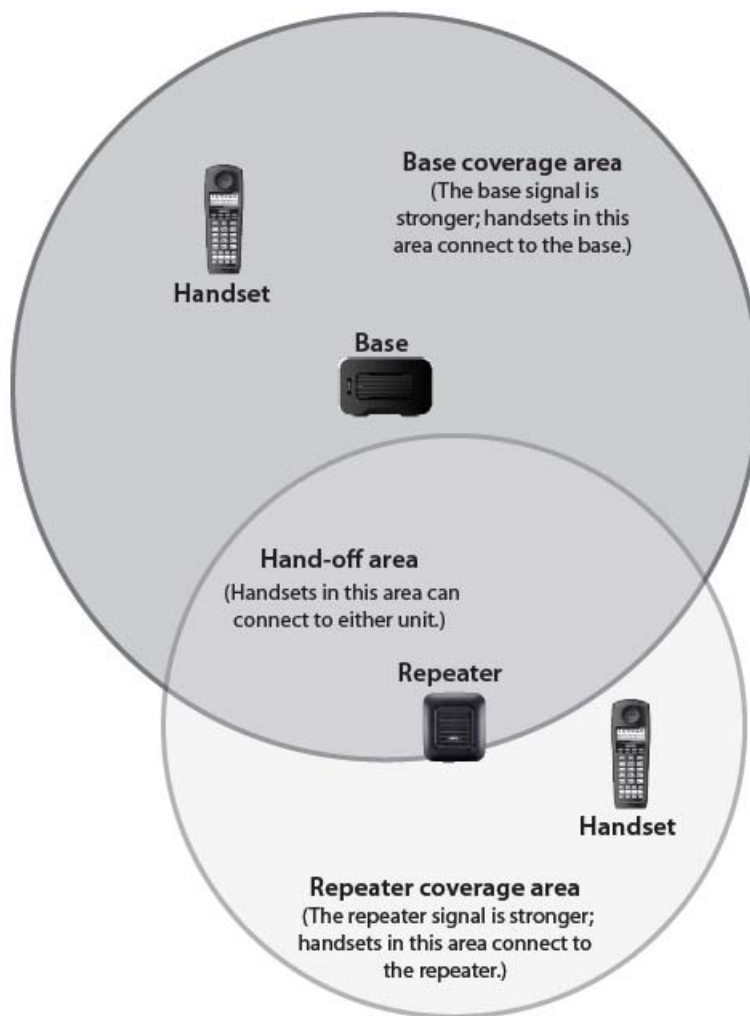 Base coverage area
(The base signal is
stronger; handsets in this
area connect to the base.)
Handset
Base
Hand-off area
(Handsets in this area can
connect to either unit.)
Repeater
Handset
Repeater coverage area
(The repeater signal is stronger;
handsets in this area connect to
the repeater.)